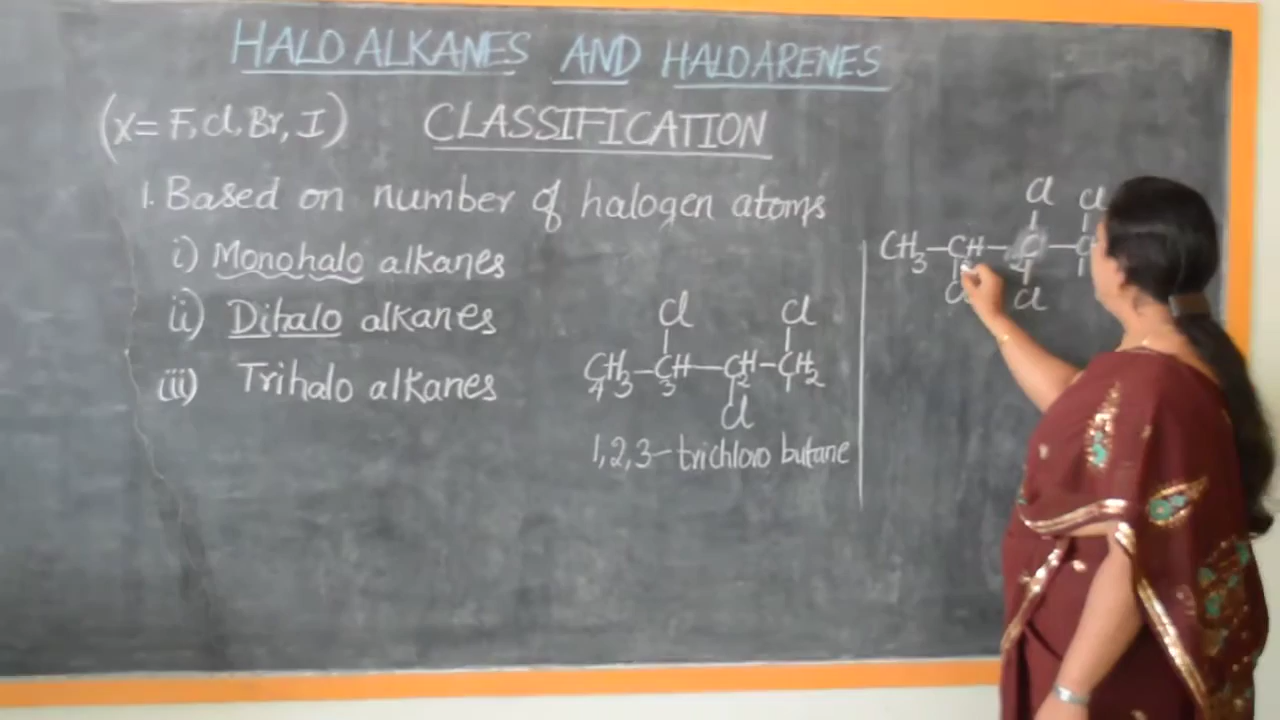 HALO ALKANES AND HALOARENES
(X= F, Cl, Br, I) CLASSIFICATION
1. Based on number of halogen atoms
i) Monohalo alkanes
ii) Dihalo alkanes
(iii) Trihalo alkanes
Cl Cl
CH3—CH—CH—CH2
4 3 2
Cl
1,2,3—trichloro butane
Cl Cl
CH3—CH—C—C
Cl Cl